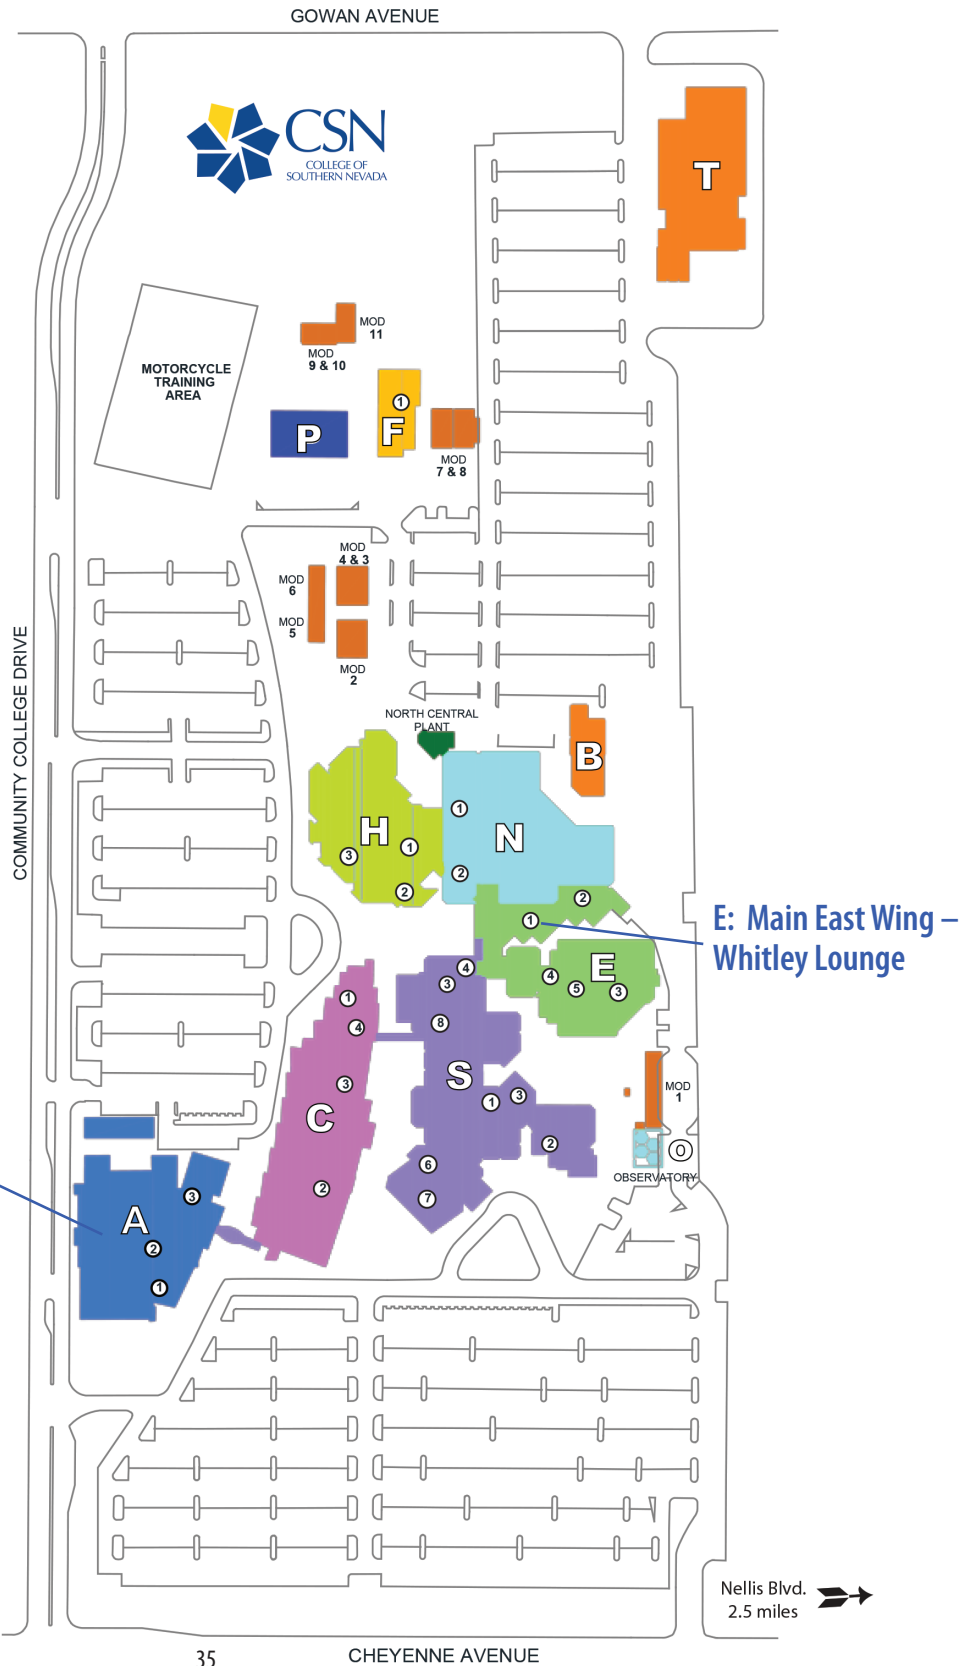 GOWAN AVENUE
CSN
COLLEGE OF
SOUTHERN NEVADA
T
MOD
11
MOD
9 & 10
MOTORCYCLE
TRAINING
AREA
1
P
F
MOD
7 & 8
MOD
4 & 3
MOD
6
MOD
5
MOD
2
COMMUNITY COLLEGE DRIVE
NORTH CENTRAL
PLANT
B
H
N
1
1
3
2
2
2
1
E: Main East Wing –
Whitley Lounge
E
4
5
3
4
3
8
1
4
S
3
C
1
3
2
MOD
1
O
OBSERVATORY
6
7
2
A
3
2
1
Nellis Blvd.
2.5 miles
35
CHEYENNE AVENUE